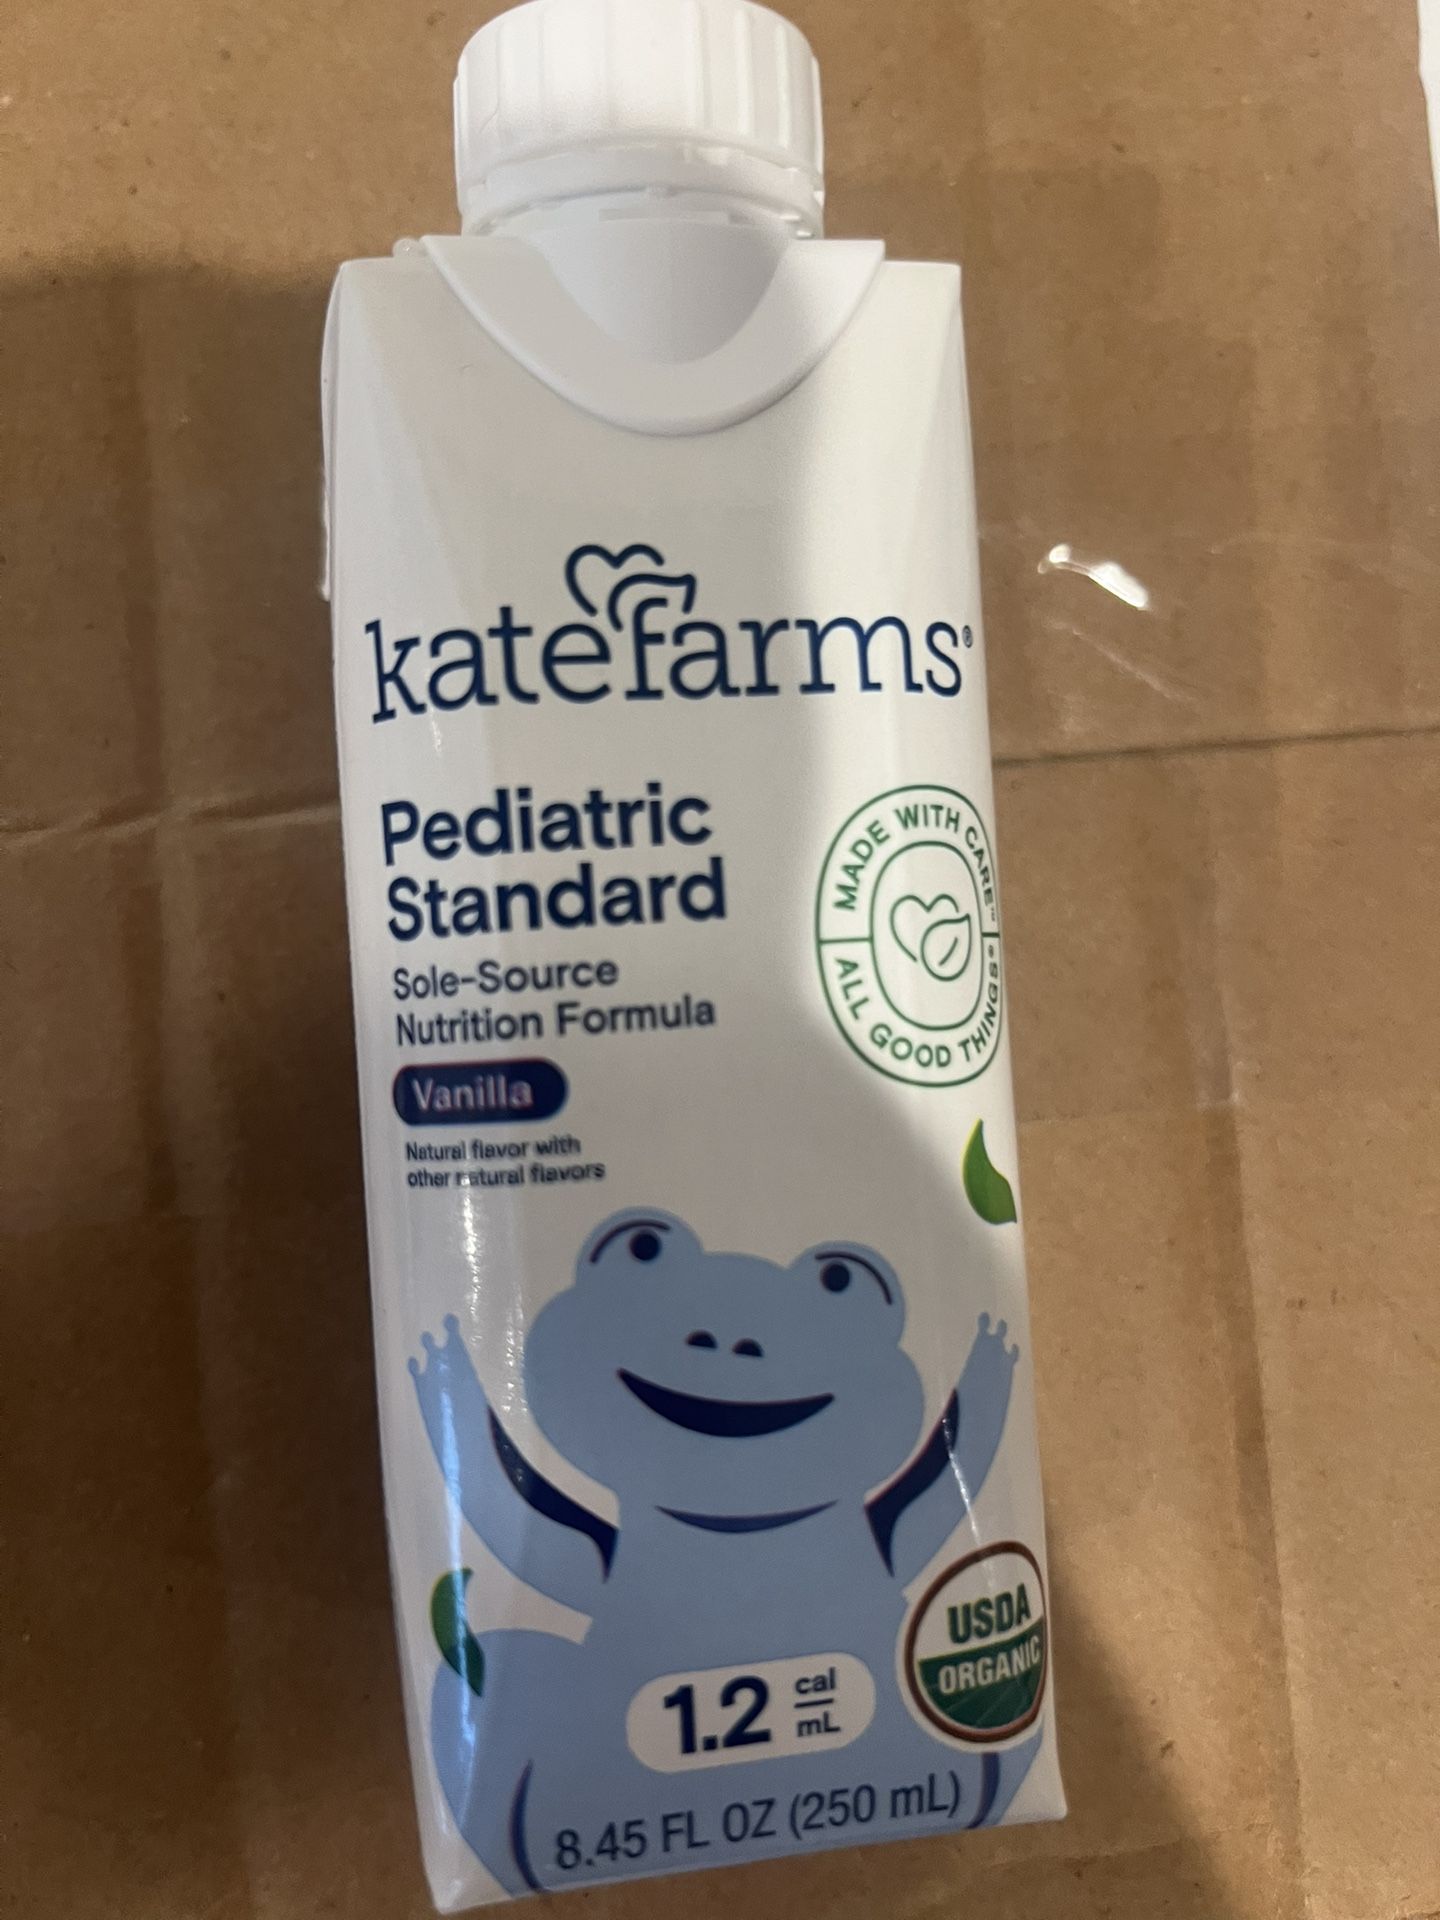 katefarms®
Pediatric
Standard
Sole-Source
Nutrition Formula
Vanilla
Natural flavor with
other natural flavors
MADE WITH CARE™
ALL GOOD THINGS®
USDA
ORGANIC
1.2 cal
mL
8.45 FL OZ (250 mL)